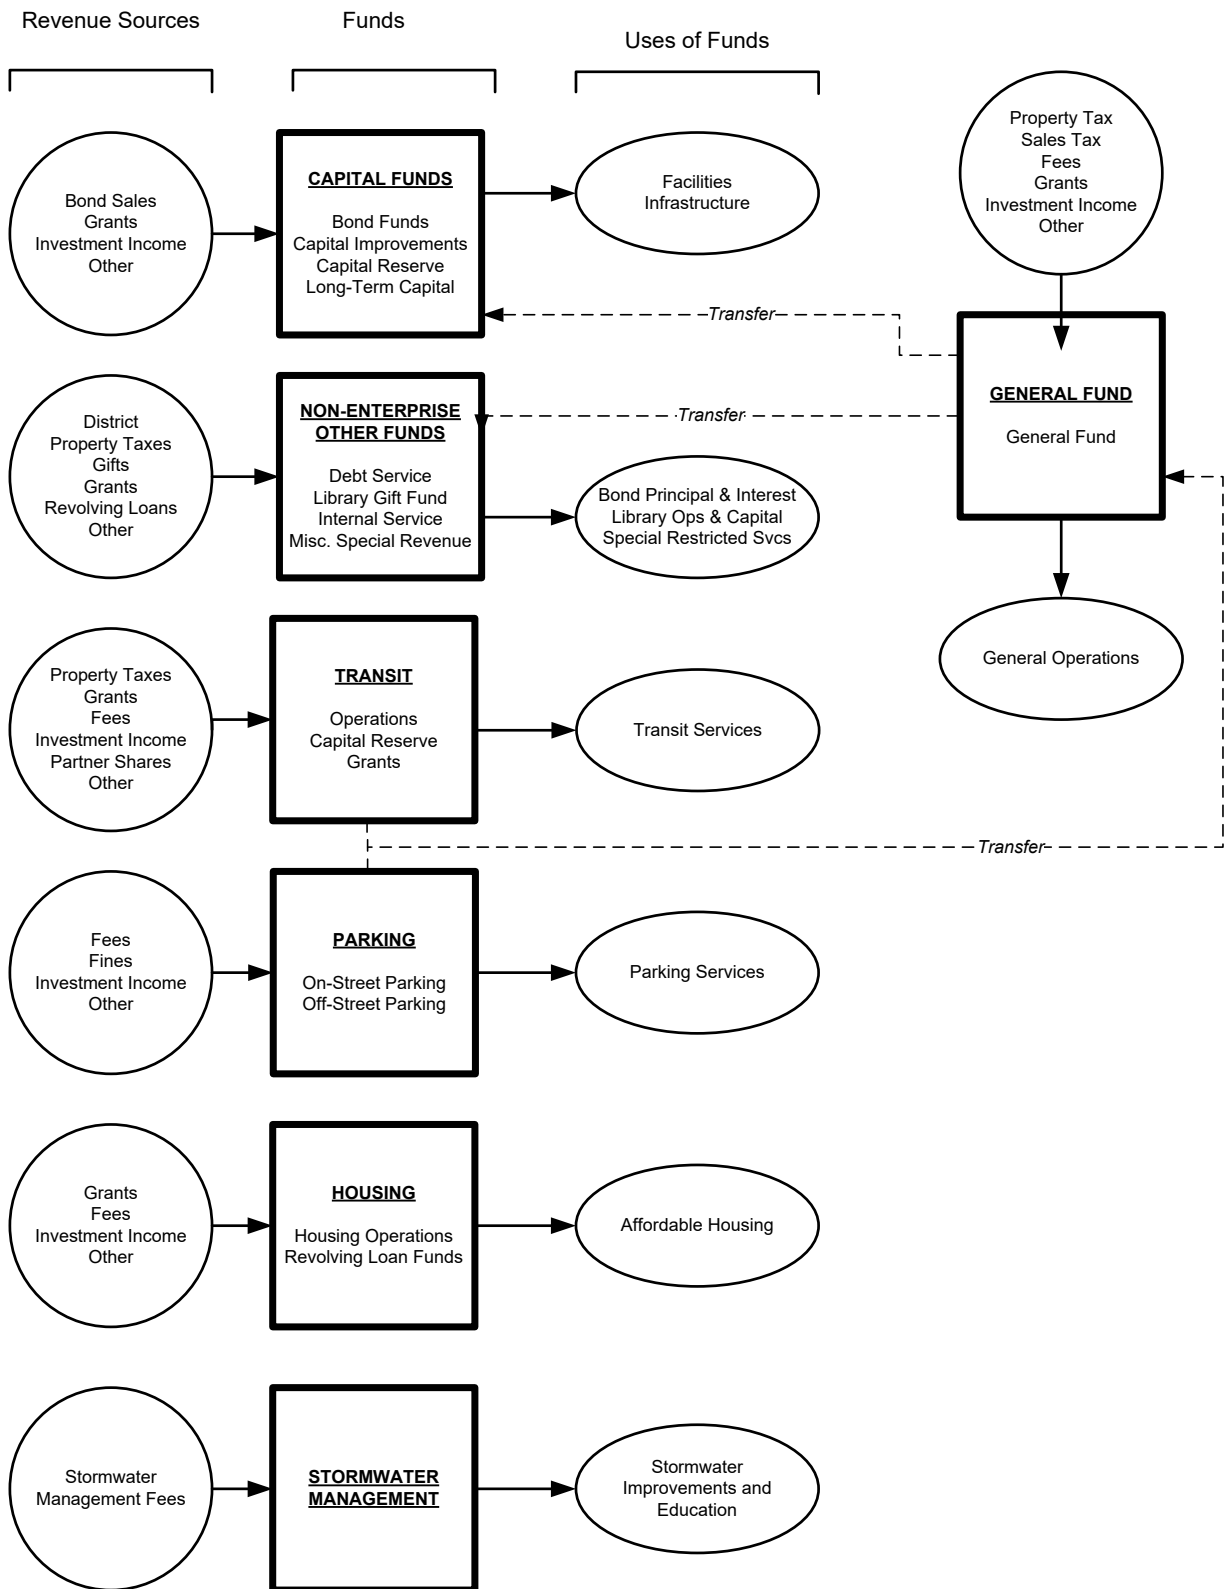 Revenue Sources
Funds
Uses of Funds
Property Tax
Sales Tax
Fees
Grants
Investment Income
Other
Bond Sales
Grants
Investment Income
Other
CAPITAL FUNDS
Bond Funds
Capital Improvements
Capital Reserve
Long-Term Capital
Facilities
Infrastructure
Transfer
GENERAL FUND
General Fund
District
Property Taxes
Gifts
Grants
Revolving Loans
Other
NON-ENTERPRISE
OTHER FUNDS
Debt Service
Library Gift Fund
Internal Service
Misc. Special Revenue
Transfer
Bond Principal & Interest
Library Ops & Capital
Special Restricted Svcs
General Operations
Property Taxes
Grants
Fees
Investment Income
Partner Shares
Other
TRANSIT
Operations
Capital Reserve
Grants
Transit Services
Transfer
Fees
Fines
Investment Income
Other
PARKING
On-Street Parking
Off-Street Parking
Parking Services
Grants
Fees
Investment Income
Other
HOUSING
Housing Operations
Revolving Loan Funds
Affordable Housing
Stormwater
Management Fees
STORMWATER
MANAGEMENT
Stormwater
Improvements and
Education